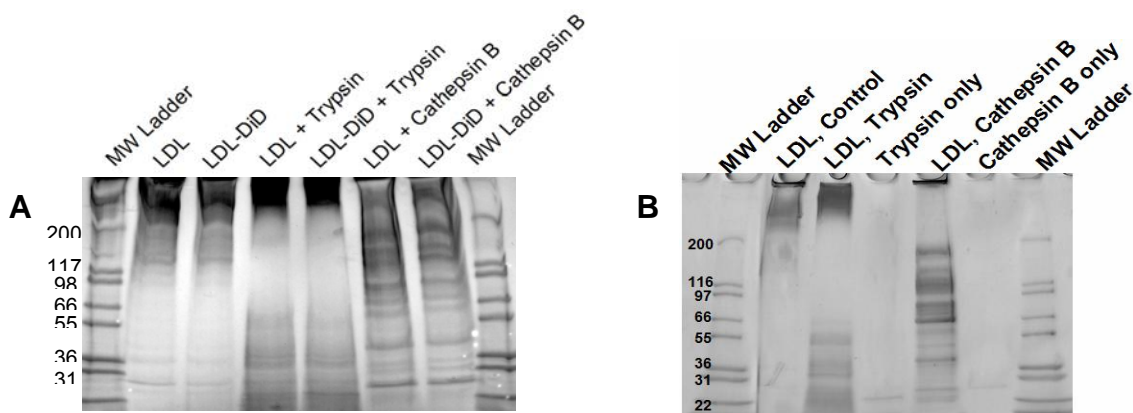 A
MW Ladder
LDL
LDL-DiD
LDL + Trypsin
LDL-DiD + Trypsin
LDL + Cathepsin B
LDL-DiD + Cathepsin B
MW Ladder
200
117
98
66
55
36
31
B
MW Ladder
LDL, Control
LDL, Trypsin
Trypsin only
LDL, Cathepsin B
Cathepsin B only
MW Ladder
200
116
97
66
55
36
31
22